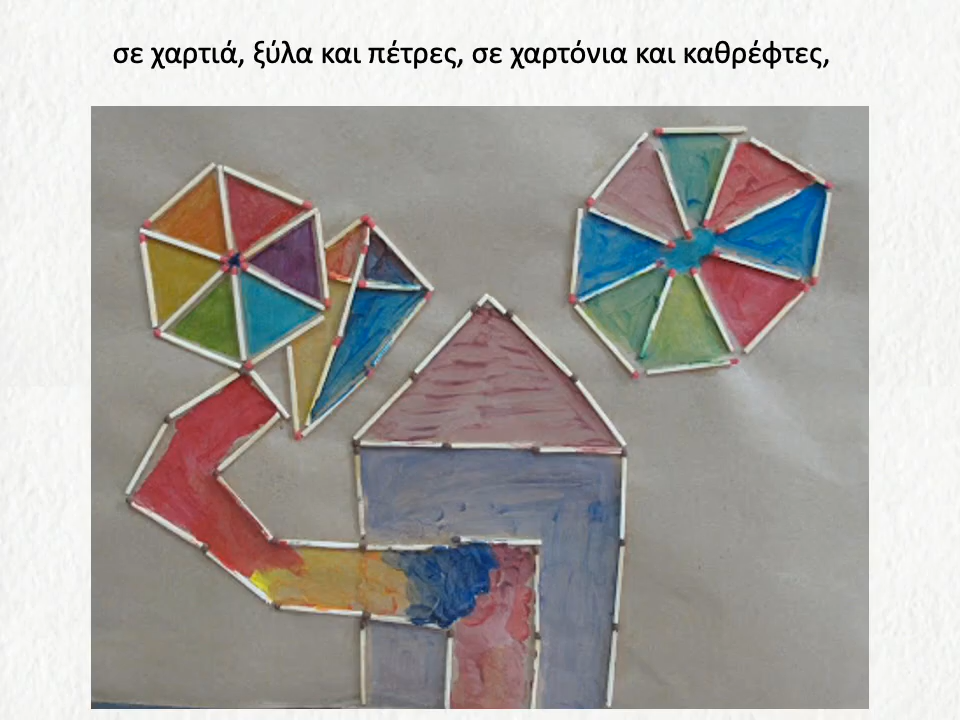 σε χαρτιά, ξύλα και πέτρες, σε χαρτόνια και καθρέφτες,